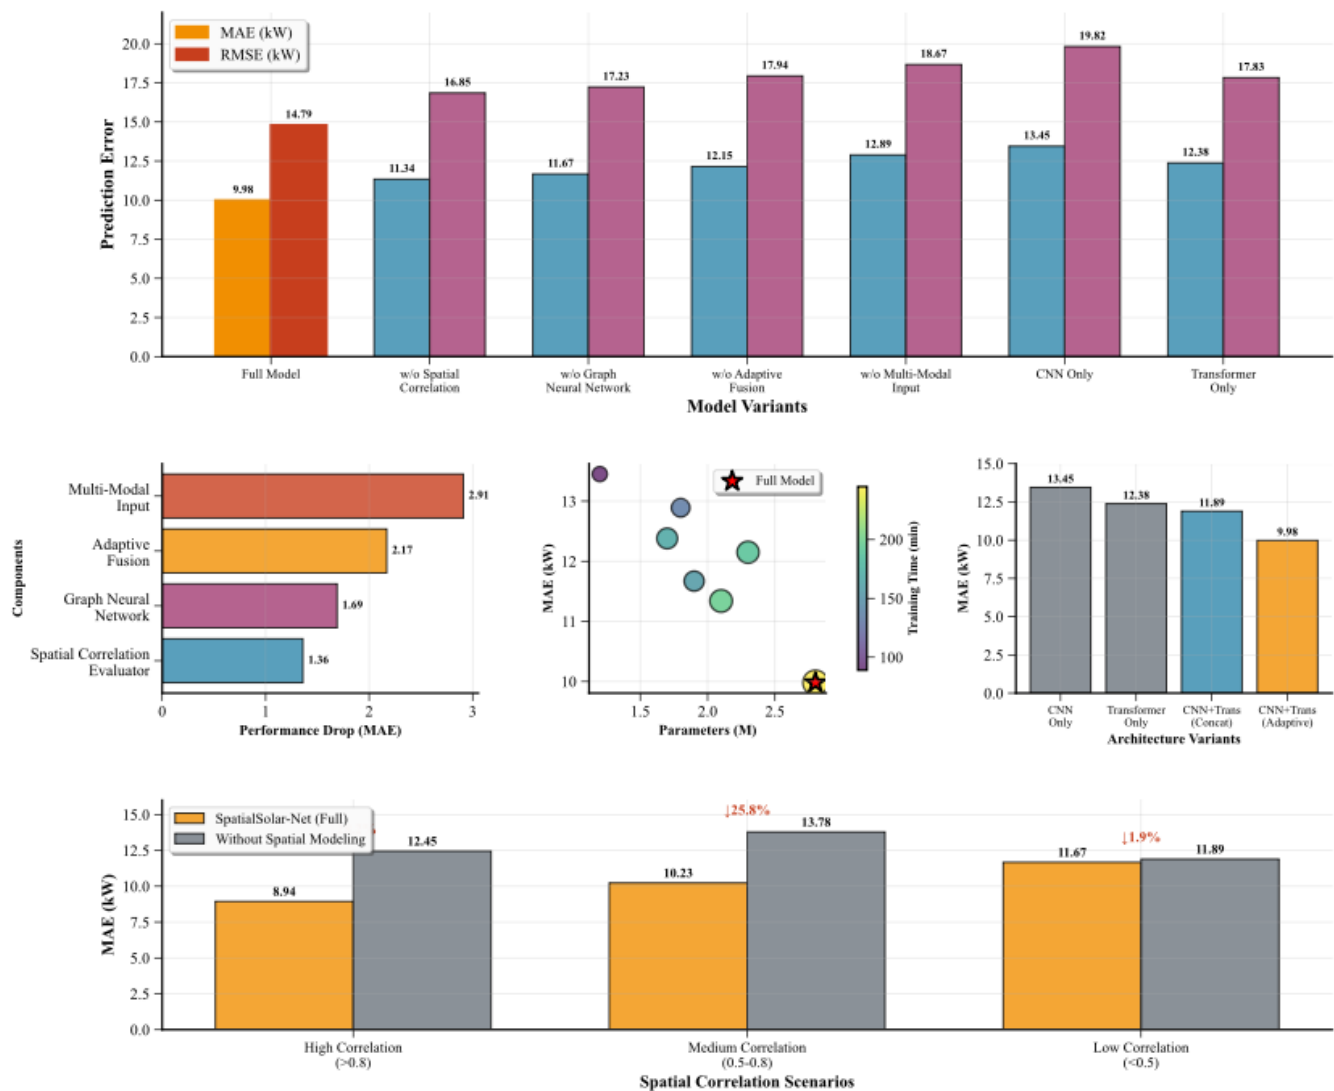 MAE (kW)
RMSE (kW)
Prediction Error
20.0
17.5
15.0
12.5
10.0
7.5
5.0
2.5
0.0
9.98
14.79
11.34
16.85
11.67
17.23
12.15
17.94
12.89
18.67
13.45
19.82
12.38
17.83
Full Model
w/o Spatial
Correlation
w/o Graph
Neural Network
w/o Adaptive
Fusion
w/o Multi-Modal
Input
CNN Only
Transformer
Only
Model Variants
Components
Multi-Modal
Input
Adaptive
Fusion
Graph Neural
Network
Spatial Correlation
Evaluator
2.91
2.17
1.69
1.36
0 1 2 3
Performance Drop (MAE)
MAE (kW)
13
12
11
10
Full Model
1.5 2.0 2.5
Parameters (M)
200
150
100
Training Time (min)
MAE (kW)
15.0
12.5
10.0
7.5
5.0
2.5
0.0
13.45
12.38
11.89
9.98
CNN
Only
Transformer
Only
CNN+Trans
(Concat)
CNN+Trans
(Adaptive)
Architecture Variants
SpatialSolar-Net (Full)
Without Spatial Modeling
MAE (kW)
15.0
12.5
10.0
7.5
5.0
2.5
0.0
8.94
12.45
↓25.8%
10.23
13.78
↓1.9%
11.67
11.89
High Correlation
(>0.8)
Medium Correlation
(0.5-0.8)
Low Correlation
(<0.5)
Spatial Correlation Scenarios